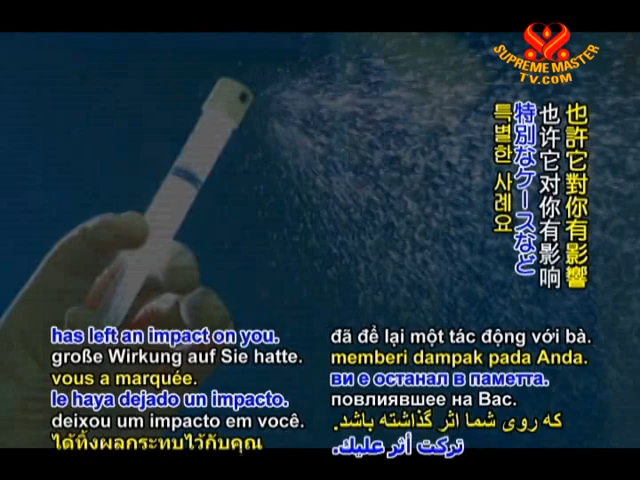 SUPREME MASTER
TV.COM
也許它對你有影響
也许它对你有影响
特別なケースなど
특별한 사례요
has left an impact on you.
große Wirkung auf Sie hatte.
vous a marquée.
le haya dejado un impacto.
deixou um impacto em você.
ได้ทิ้งผลกระทบไว้กับคุณ
đã để lại một tác động với bà.
memberi dampak pada Anda.
ви е останал в паметта.
повлиявшее на Вас.
که روی شما اثر گذاشته باشد.
تركت أثر عليك.